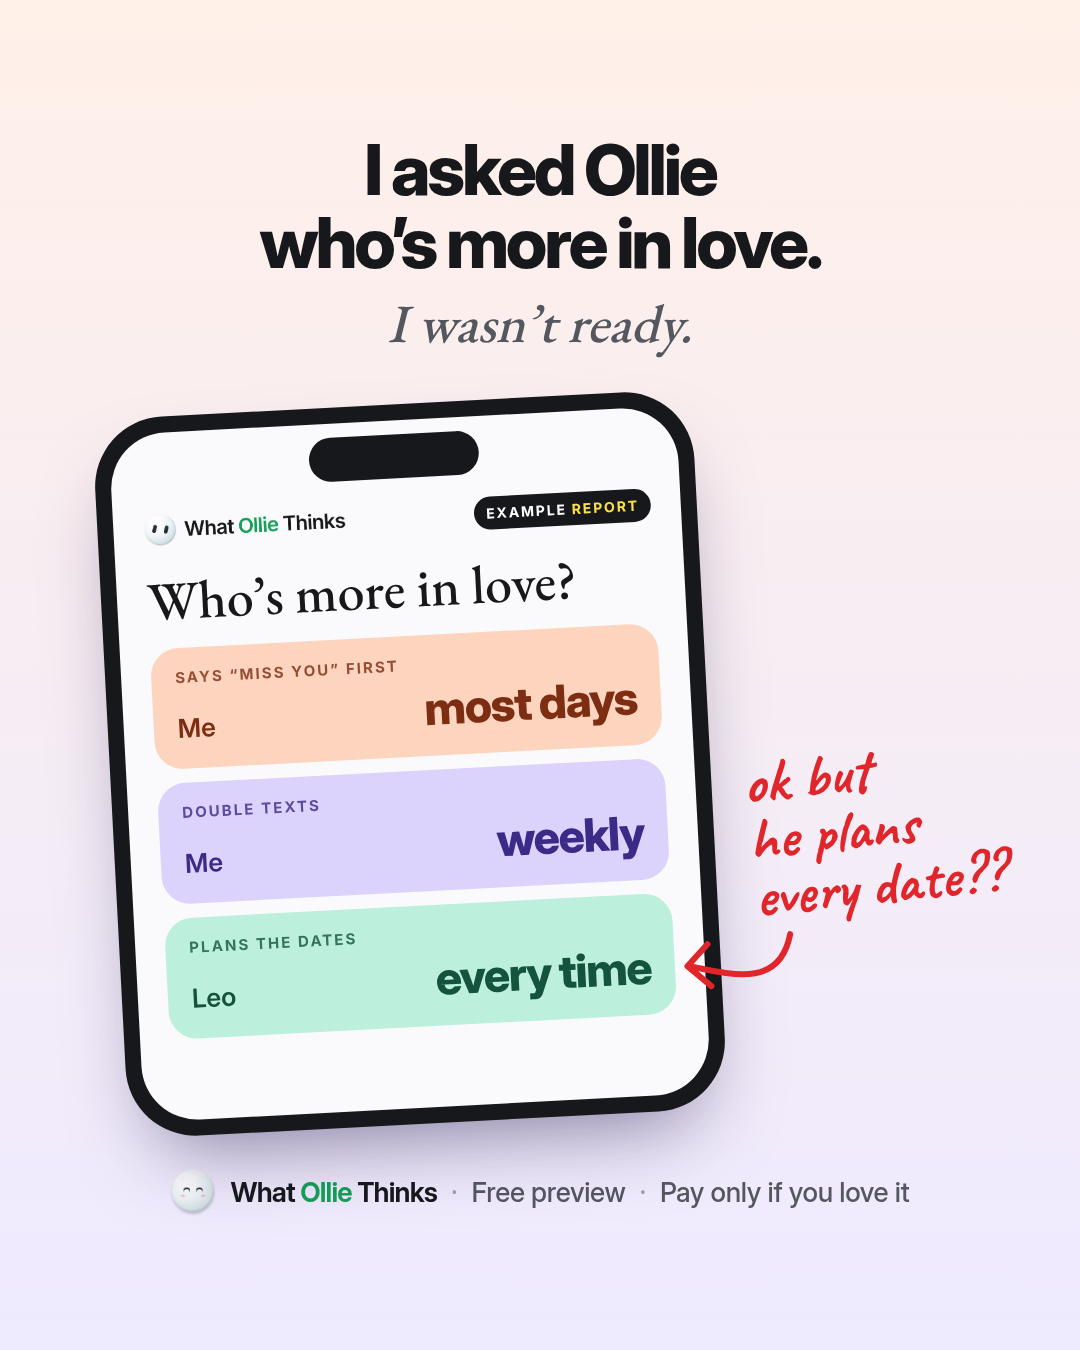 I asked Ollie
who’s more in love.
I wasn’t ready.
What Ollie Thinks
EXAMPLE REPORT
Who’s more in love?
SAYS “MISS YOU” FIRST
Me
most days
DOUBLE TEXTS
Me
weekly
PLANS THE DATES
Leo
every time
ok but
he plans
every date??
What Ollie Thinks · Free preview · Pay only if you love it